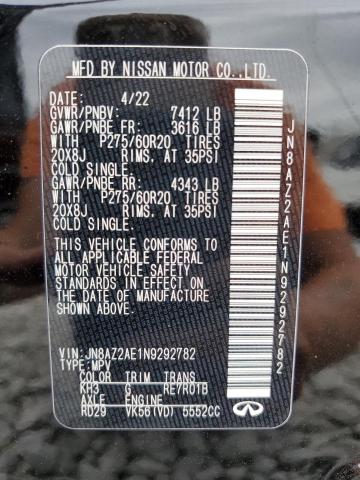 MFD BY NISSAN MOTOR CO.,LTD.
DATE: 4/22
GVWR/PNBV: 7412 LB
GAWR/PNBE FR: 3616 LB
WITH P275/60R20 TIRES
20X8J RIMS, AT 35PSI
COLD SINGLE.
GAWR/PNBE RR: 4343 LB
WITH P275/60R20 TIRES
20X8J RIMS, AT 35PSI
COLD SINGLE.
THIS VEHICLE CONFORMS TO
ALL APPLICABLE FEDERAL
MOTOR VEHICLE SAFETY
STANDARDS IN EFFECT ON THE
DATE OF MANUFACTURE
SHOWN ABOVE.
VIN:JN8AZ2AE1N9292782
TYPE:MPV
COLOR TRIM TRANS
KH3 G RE7R01B
AXLE ENGINE
RD29 VK56(VD) 5552CC
JN8AZ2AE1N9292782
INFINITI